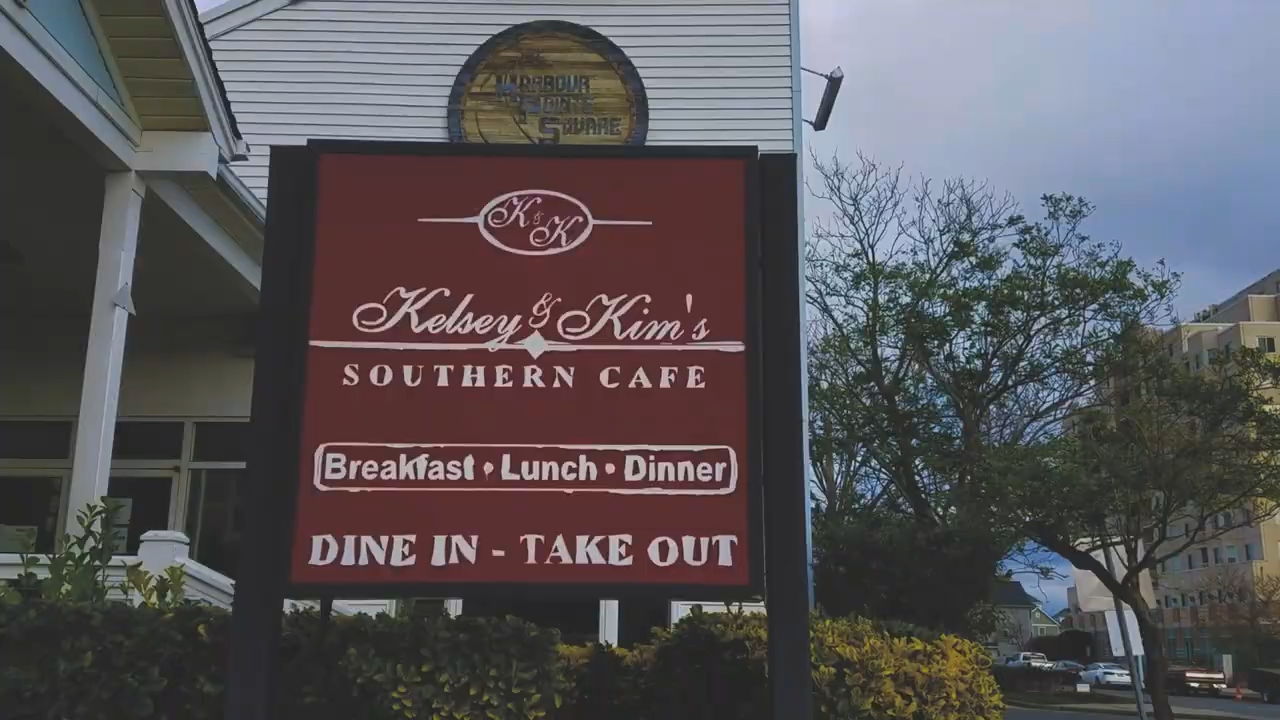 HARBOUR
POINTE
SQUARE
K & K
Kelsey & Kim's
SOUTHERN CAFE
Breakfast • Lunch • Dinner
DINE IN - TAKE OUT